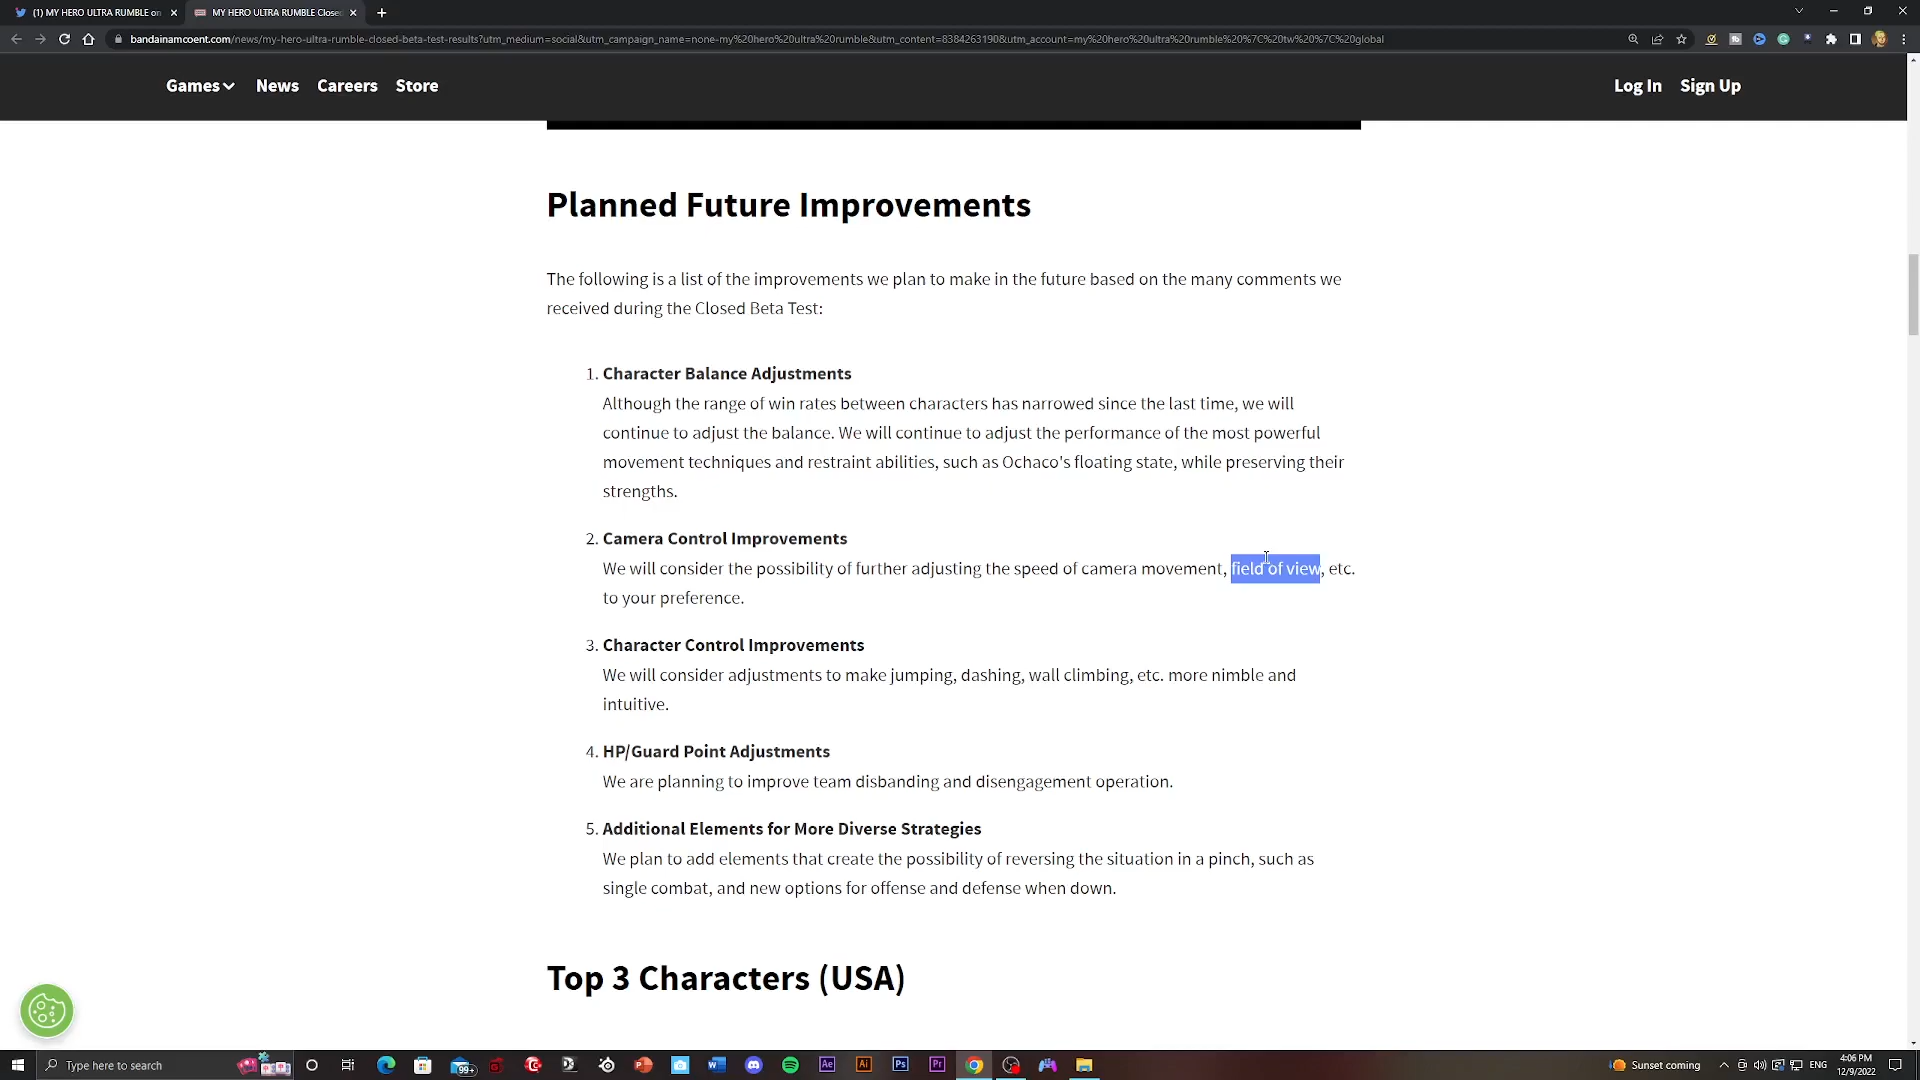 (1) MY HERO ULTRA RUMBLE on
MY HERO ULTRA RUMBLE Close
bandainamcoent.com/news/my-hero-ultra-rumble-closed-beta-test-results?utm_medium=social&utm_campaign_name=none-my%20hero%20ultra%20rumble&utm_content=8384263190&utm_account=my%20hero%20ultra%20rumble%20%7C%20tw%20%7C%20global
Games News Careers Store
Log In Sign Up
Planned Future Improvements
The following is a list of the improvements we plan to make in the future based on the many comments we
received during the Closed Beta Test:
1. Character Balance Adjustments
Although the range of win rates between characters has narrowed since the last time, we will
continue to adjust the balance. We will continue to adjust the performance of the most powerful
movement techniques and restraint abilities, such as Ochaco's floating state, while preserving their
strengths.
2. Camera Control Improvements
We will consider the possibility of further adjusting the speed of camera movement, field of view, etc.
to your preference.
3. Character Control Improvements
We will consider adjustments to make jumping, dashing, wall climbing, etc. more nimble and
intuitive.
4. HP/Guard Point Adjustments
We are planning to improve team disbanding and disengagement operation.
5. Additional Elements for More Diverse Strategies
We plan to add elements that create the possibility of reversing the situation in a pinch, such as
single combat, and new options for offense and defense when down.
Top 3 Characters (USA)
Type here to search
99+
Ae
Ai
Ps
Pr
Sunset coming
ENG
4:06 PM
12/9/2022